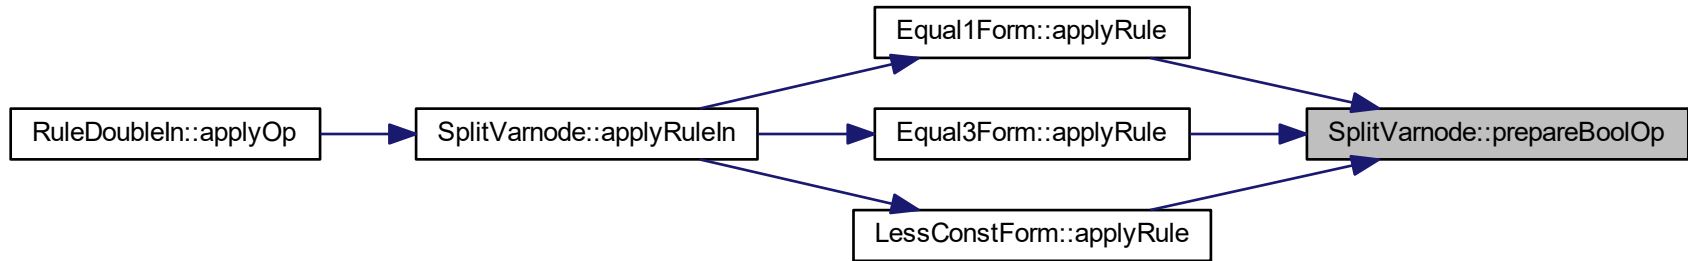 Equal1Form::applyRule
RuleDoubleIn::applyOp
SplitVarnode::applyRuleIn
Equal3Form::applyRule
SplitVarnode::prepareBoolOp
LessConstForm::applyRule